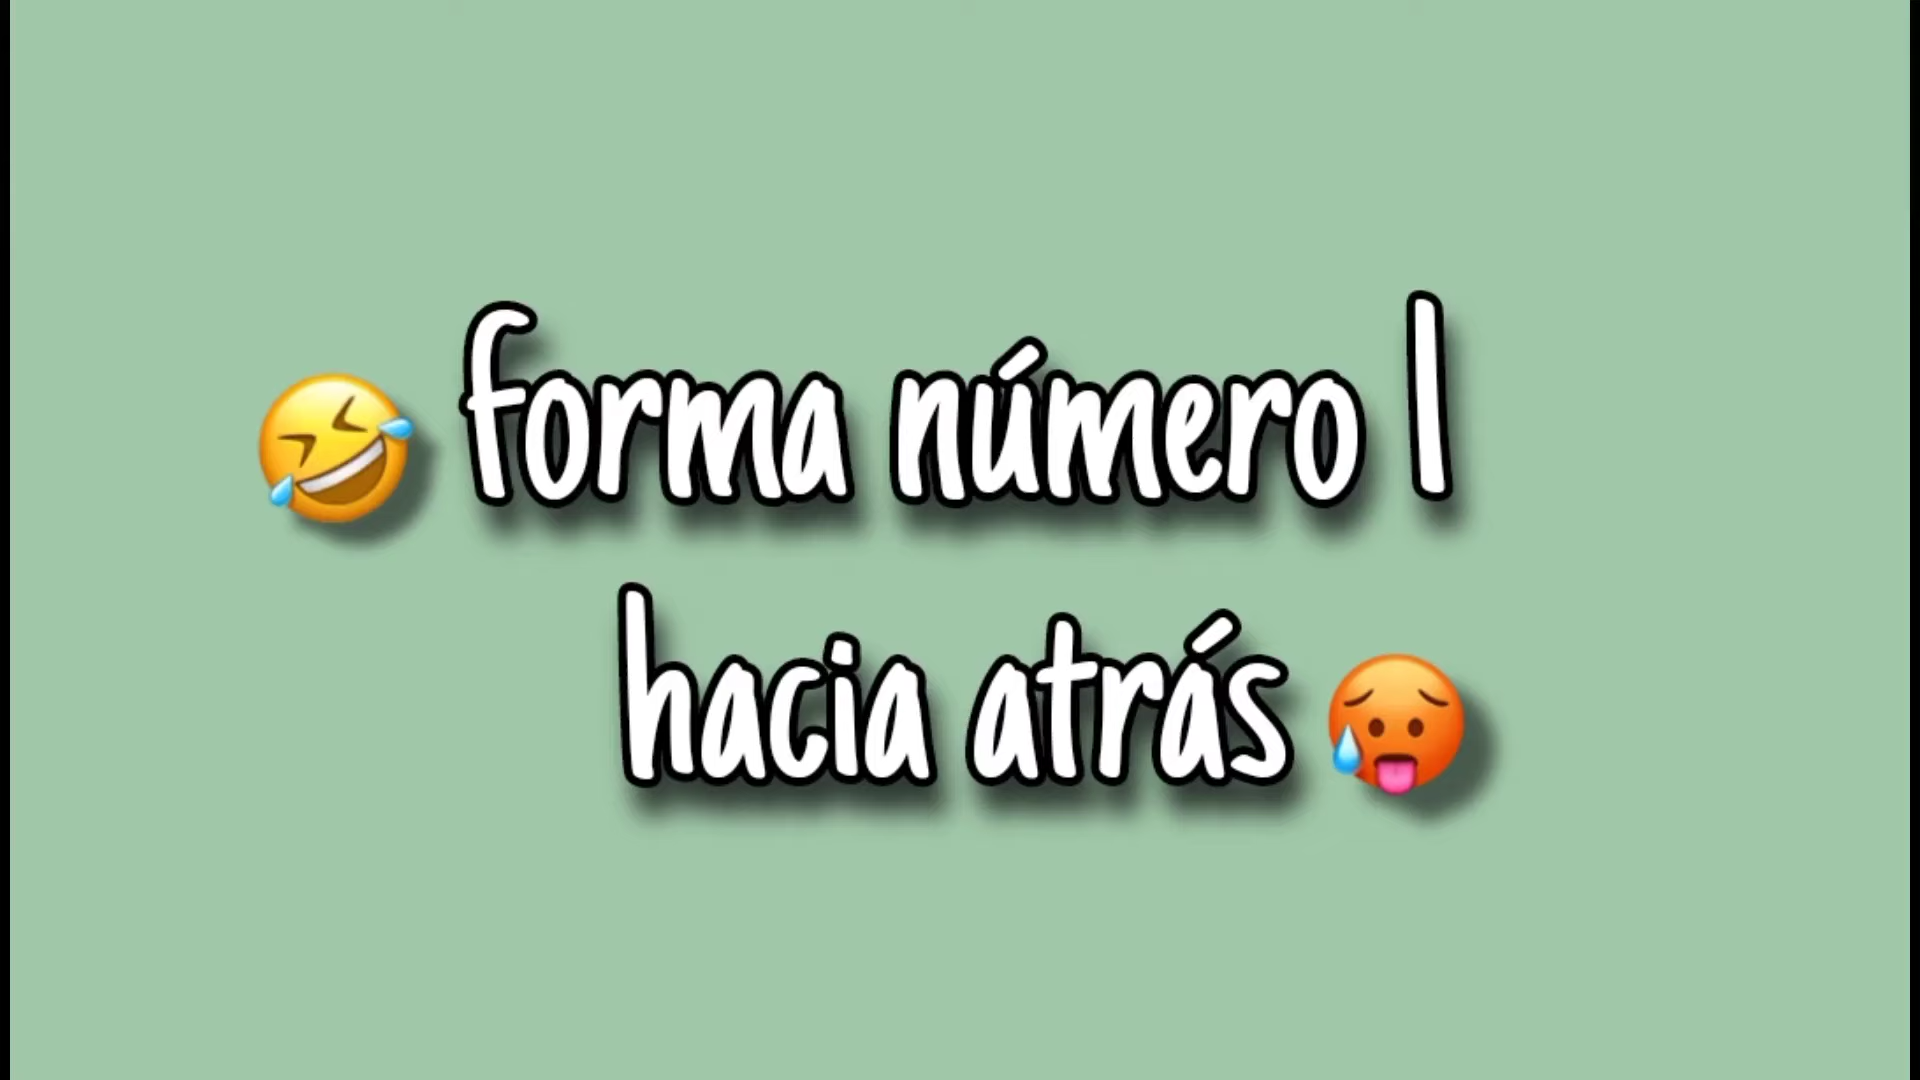 🤣 forma número 1
hacia atrás 🥵